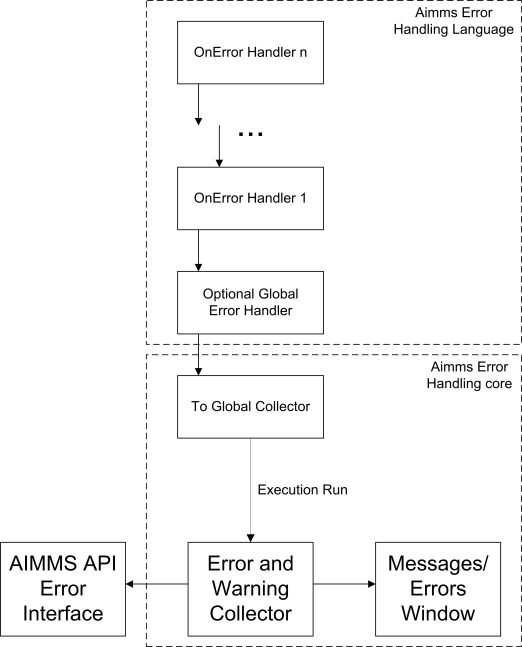 Aimms Error
Handling Language
OnError Handler n
...
OnError Handler 1
Optional Global
Error Handler
Aimms Error
Handling core
To Global Collector
Execution Run
AIMMS API
Error
Interface
Error and
Warning
Collector
Messages/
Errors
Window